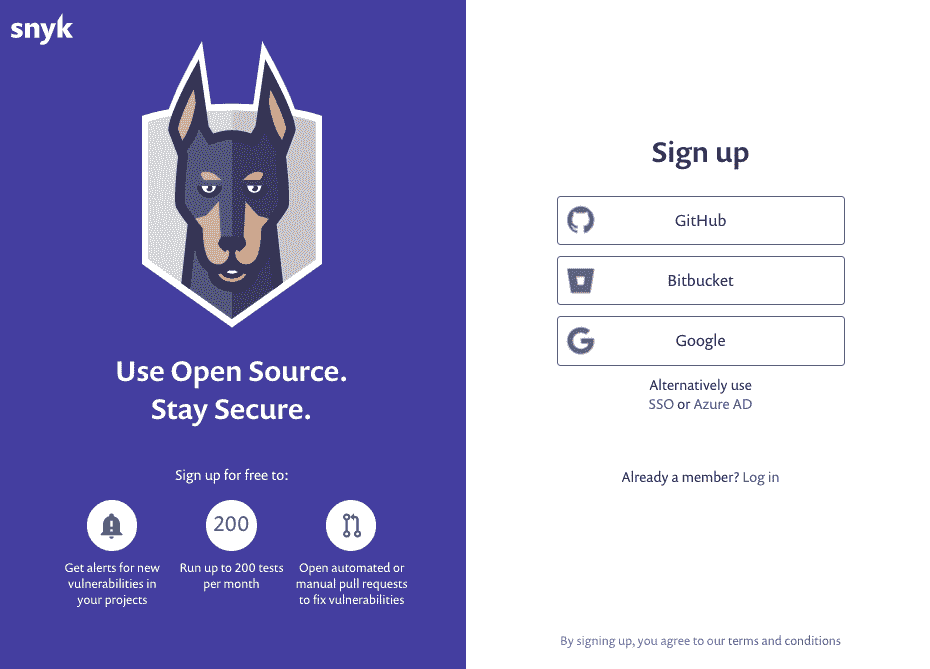 snyk
Use Open Source.
Stay Secure.
Sign up for free to:
200
Get alerts for new
vulnerabilities in
your projects
Run up to 200 tests
per month
Open automated or
manual pull requests
to fix vulnerabilities
Sign up
GitHub
Bitbucket
Google
Alternatively use
SSO or Azure AD
Already a member? Log in
By signing up, you agree to our terms and conditions